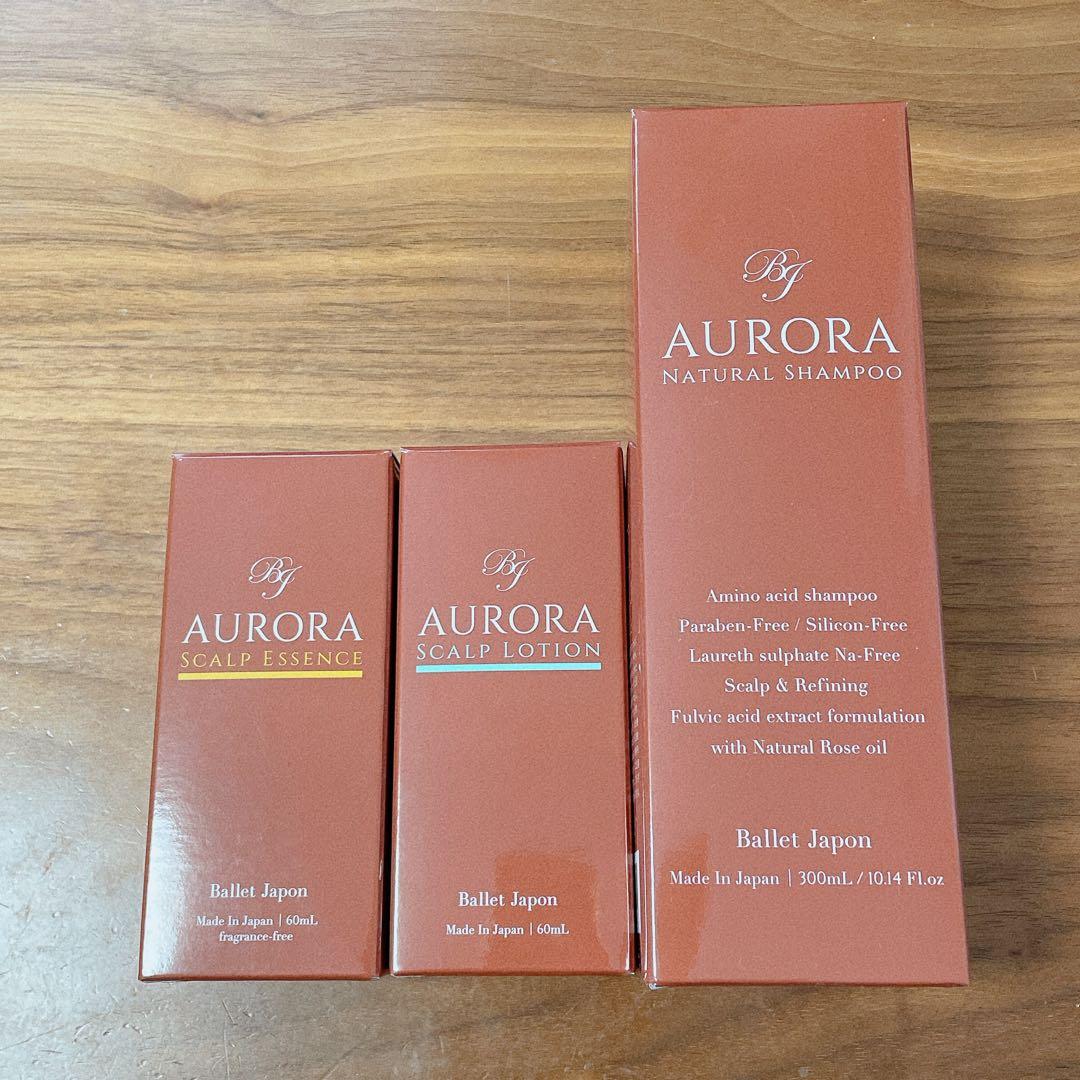 BJ
AURORA
SCALP ESSENCE
Ballet Japon
Made In Japan | 60mL
fragrance-free
BJ
AURORA
SCALP LOTION
Ballet Japon
Made In Japan | 60mL
BJ
AURORA
NATURAL SHAMPOO
Amino acid shampoo
Paraben-Free / Silicon-Free
Laureth sulphate Na-Free
Scalp & Refining
Fulvic acid extract formulation
with Natural Rose oil
Ballet Japon
Made In Japan | 300mL / 10.14 Fl.oz